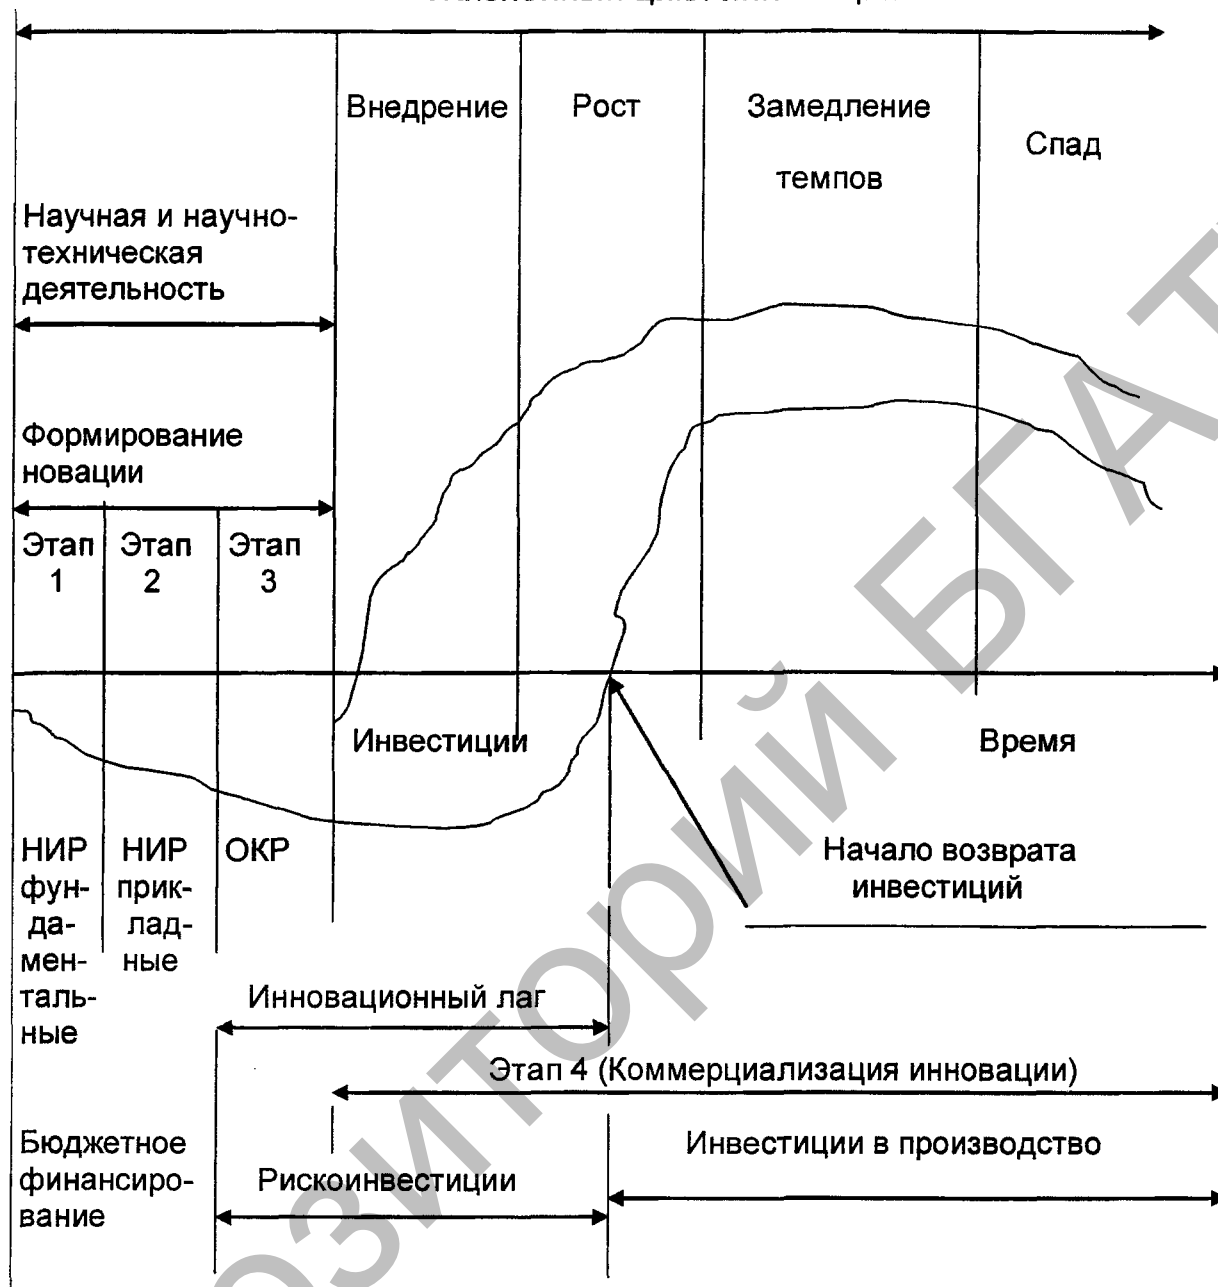 Внедрение
Рост
Замедление
темпов
Спад
Научная и научно-
техническая
деятельность
Формирование
новации
Этап
1
Этап
2
Этап
3
Инвестиции
Время
НИР
фун-
да-
мен-
таль-
ные
НИР
прик-
лад-
ные
ОКР
Начало возврата
инвестиций
Инновационный лаг
Этап 4 (Коммерциализация инновации)
Бюджетное
финансиро-
вание
Рискоинвестиции
Инвестиции в производство